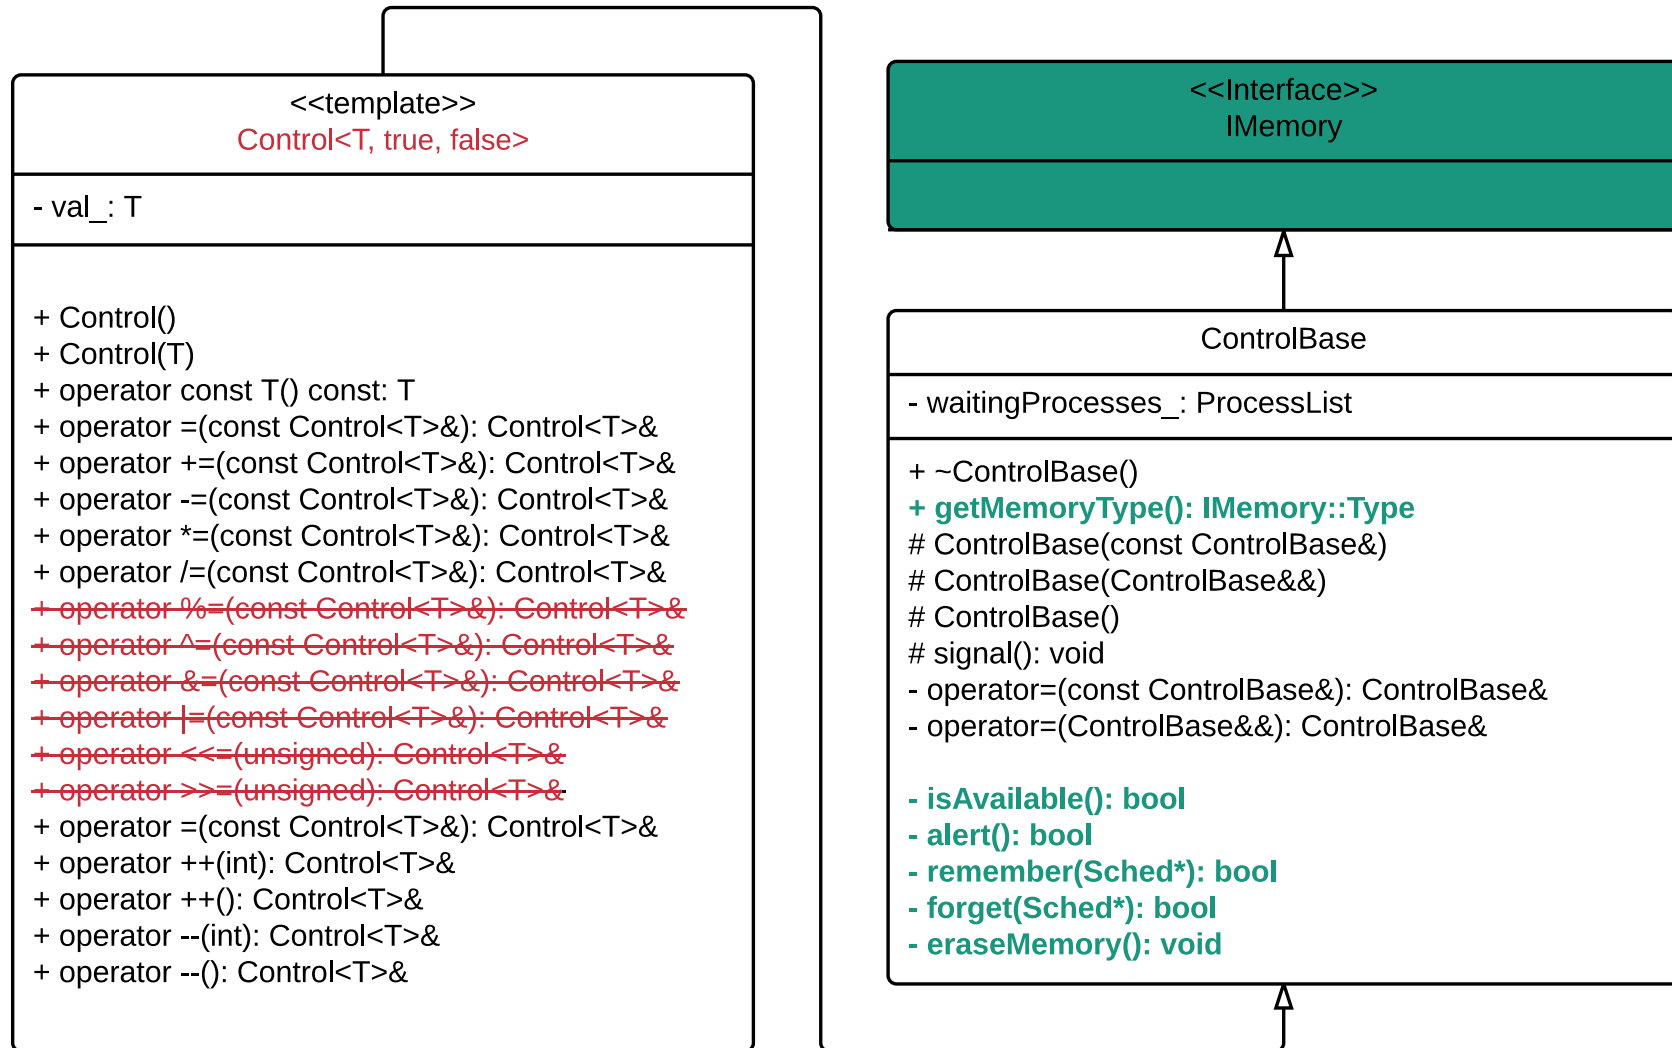 <<template>>
Control<T, true, false>
- val_: T
+ Control()
+ Control(T)
+ operator const T() const: T
+ operator =(const Control<T>&): Control<T>&
+ operator +=(const Control<T>&): Control<T>&
+ operator -=(const Control<T>&): Control<T>&
+ operator *=(const Control<T>&): Control<T>&
+ operator /=(const Control<T>&): Control<T>&
+ operator %=(const Control<T>&): Control<T>&
+ operator ^=(const Control<T>&): Control<T>&
+ operator &=(const Control<T>&): Control<T>&
+ operator |=(const Control<T>&): Control<T>&
+ operator <<=(unsigned): Control<T>&
+ operator >>=(unsigned): Control<T>&
+ operator =(const Control<T>&): Control<T>&
+ operator ++(int): Control<T>&
+ operator ++(): Control<T>&
+ operator --(int): Control<T>&
+ operator --(): Control<T>&
<<Interface>>
IMemory
ControlBase
- waitingProcesses_: ProcessList
+ ~ControlBase()
+ getMemoryType(): IMemory::Type
# ControlBase(const ControlBase&)
# ControlBase(ControlBase&&)
# ControlBase()
# signal(): void
- operator=(const ControlBase&): ControlBase&
- operator=(ControlBase&&): ControlBase&
- isAvailable(): bool
- alert(): bool
- remember(Sched*): bool
- forget(Sched*): bool
- eraseMemory(): void